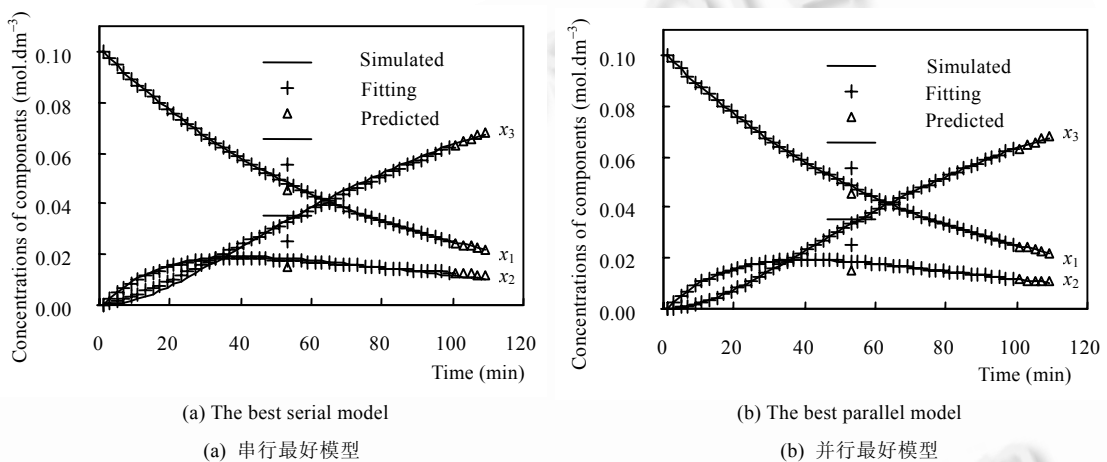 Concentrations of components (mol.dm⁻³)
0.10
0.08
0.06
0.04
0.02
0.00
Simulated
Fitting
Predicted
x₃
x₁
x₂
0 20 40 60 80 100 120
Time (min)
(a) The best serial model
(a) 串行最好模型
Concentrations of components (mol.dm⁻³)
0.10
0.08
0.06
0.04
0.02
0.00
Simulated
Fitting
Predicted
x₃
x₁
x₂
0 20 40 60 80 100 120
Time (min)
(b) The best parallel model
(b) 并行最好模型